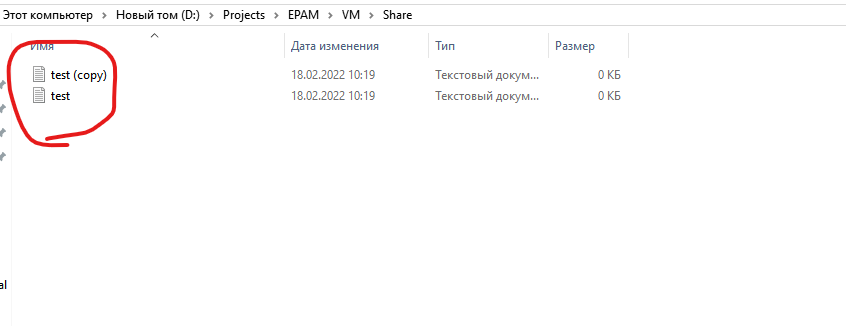 Этот компьютер > Новый том (D:) > Projects > EPAM > VM > Share
Имя Дата изменения Тип Размер
test (copy) 18.02.2022 10:19 Текстовый докум... 0 КБ
test 18.02.2022 10:19 Текстовый докум... 0 КБ
al